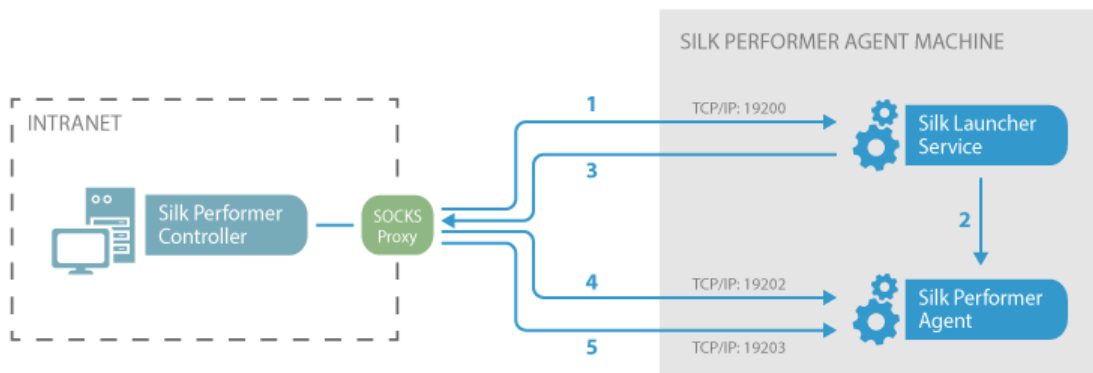 SILK PERFORMER AGENT MACHINE
INTRANET
1
TCP/IP: 19200
Silk Launcher
Service
3
Silk Performer
Controller
SOCKS
Proxy
2
4
TCP/IP: 19202
Silk Performer
Agent
5
TCP/IP: 19203